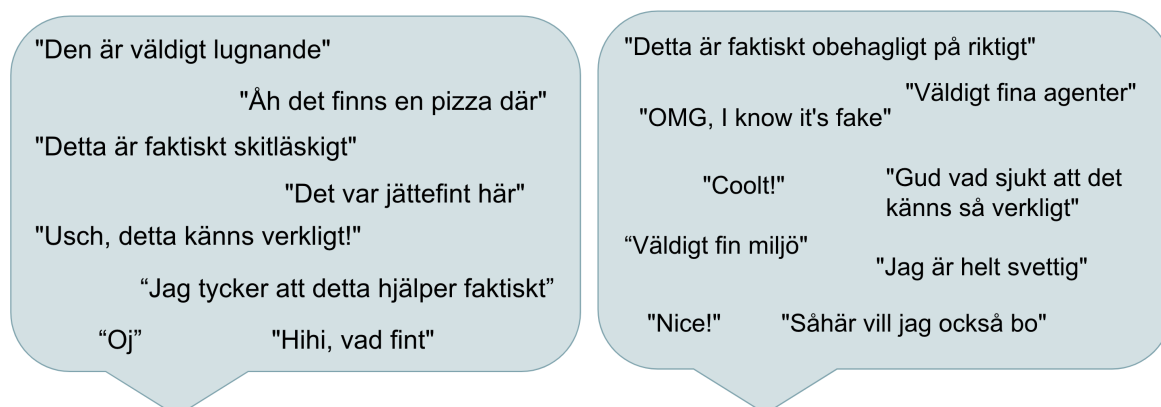 "Den är väldigt lugnande"
"Åh det finns en pizza där"
"Detta är faktiskt skitläskigt"
"Det var jättefint här"
"Usch, detta känns verkligt!"
“Jag tycker att detta hjälper faktiskt”
“Oj”
"Hihi, vad fint"
"Detta är faktiskt obehagligt på riktigt"
"Väldigt fina agenter"
"OMG, I know it's fake"
"Coolt!"
"Gud vad sjukt att det
känns så verkligt"
“Väldigt fin miljö"
"Jag är helt svettig"
"Nice!"
"Såhär vill jag också bo"